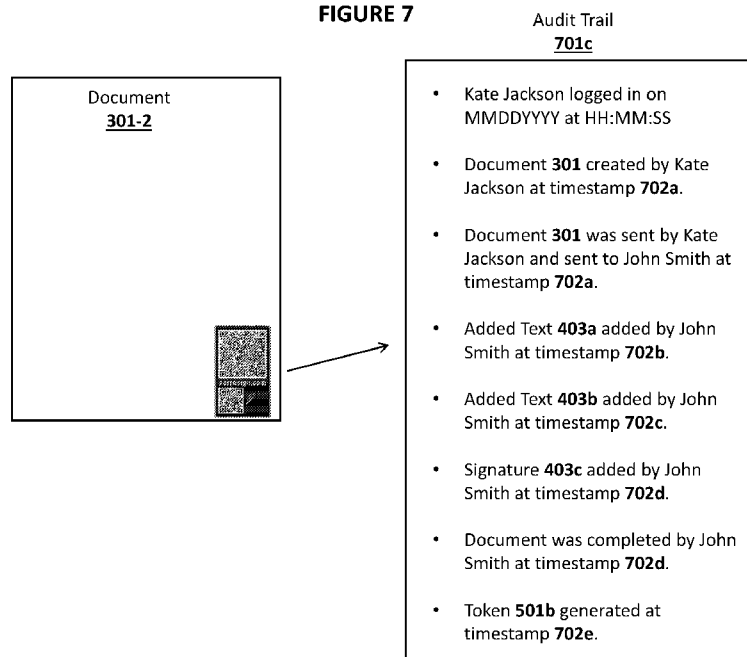 FIGURE 7
Audit Trail
701c
Document
301-2
• Kate Jackson logged in on
MMDDYYYY at HH:MM:SS
• Document 301 created by Kate
Jackson at timestamp 702a.
• Document 301 was sent by Kate
Jackson and sent to John Smith at
timestamp 702a.
• Added Text 403a added by John
Smith at timestamp 702b.
• Added Text 403b added by John
Smith at timestamp 702c.
• Signature 403c added by John
Smith at timestamp 702d.
• Document was completed by John
Smith at timestamp 702d.
• Token 501b generated at
timestamp 702e.